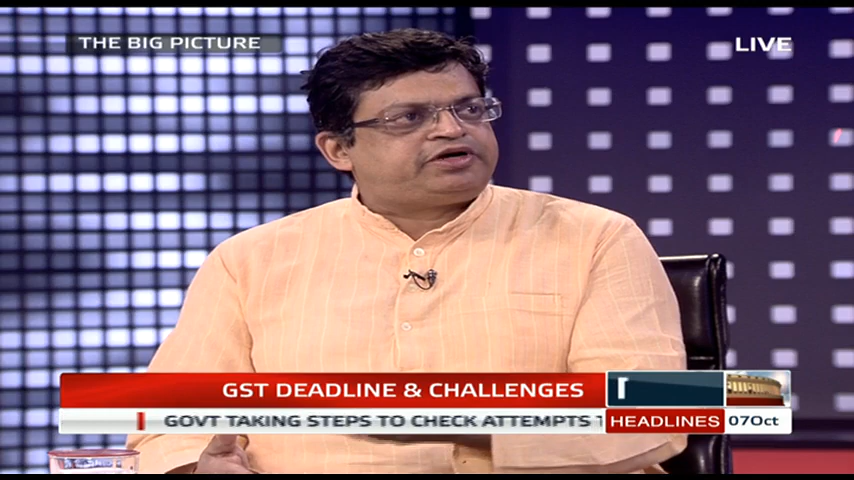 THE BIG PICTURE
LIVE
GST DEADLINE & CHALLENGES
GOVT TAKING STEPS TO CHECK ATTEMPTS
HEADLINES
07Oct